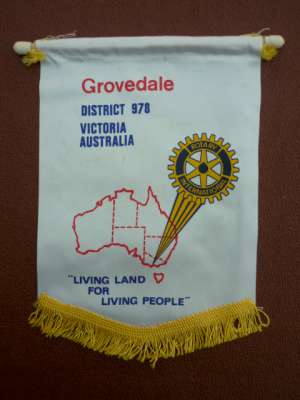 Grovedale
DISTRICT 978
VICTORIA
AUSTRALIA
ROTARY
INTERNATIONAL
"LIVING LAND
FOR
LIVING PEOPLE"